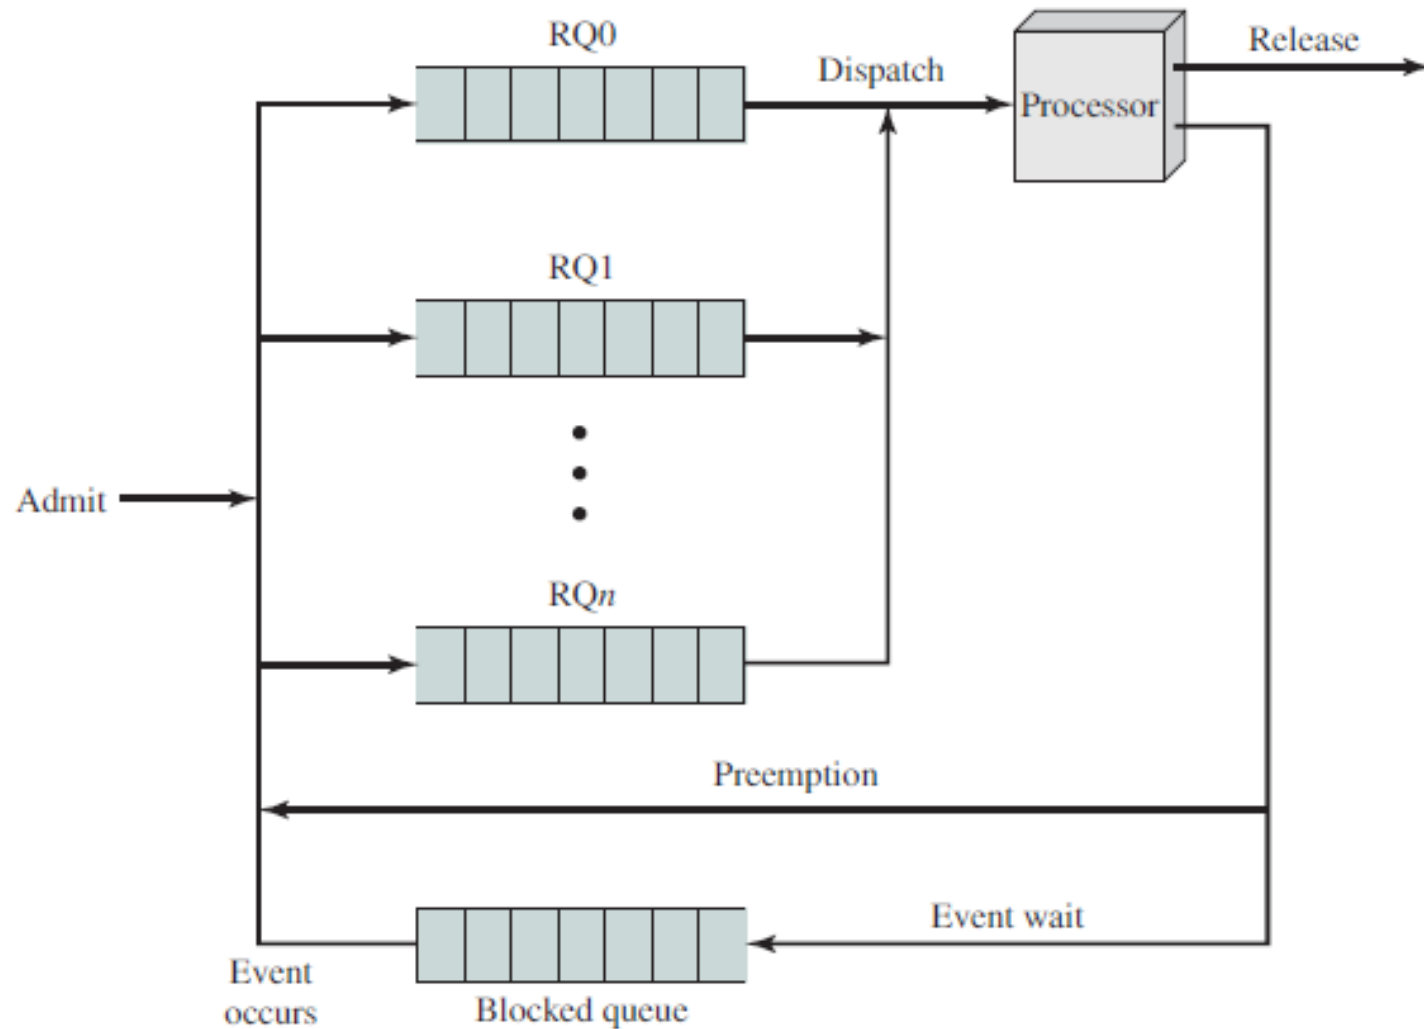 RQ0
Release
Dispatch
Processor
RQ1
Admit
RQn
Preemption
Event wait
Event
occurs
Blocked queue